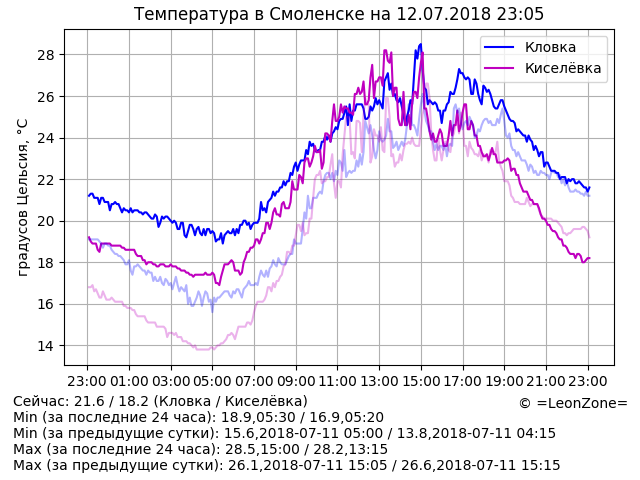 Температура в Смоленске на 12.07.2018 23:05
Кловка
Киселёвка
градусов Цельсия, °C
28
26
24
22
20
18
16
14
23:00 01:00 03:00 05:00 07:00 09:00 11:00 13:00 15:00 17:00 19:00 21:00 23:00
Сейчас: 21.6 / 18.2 (Кловка / Киселёвка)
© =LeonZone=
Min (за последние 24 часа): 18.9,05:30 / 16.9,05:20
Min (за предыдущие сутки): 15.6,2018-07-11 05:00 / 13.8,2018-07-11 04:15
Max (за последние 24 часа): 28.5,15:00 / 28.2,13:15
Max (за предыдущие сутки): 26.1,2018-07-11 15:05 / 26.6,2018-07-11 15:15